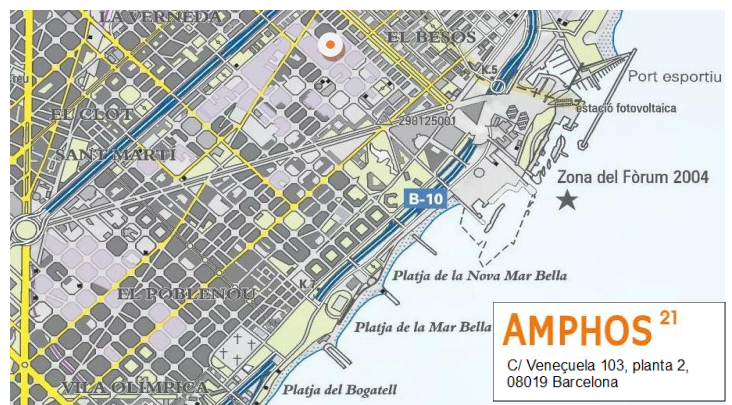 LA VERNEDA
EL BESOS
K.5
Port esportiu
estació fotovoltaica
EL CLOT
298125001
SANT MARTÍ
Zona del Fòrum 2004
B-10
Platja de la Nova Mar Bella
K.7
EL POBLENOU
Platja de la Mar Bella
AMPHOS 21
C/ Veneçuela 103, planta 2,
08019 Barcelona
VILA OLÍMPICA
Platja del Bogatell